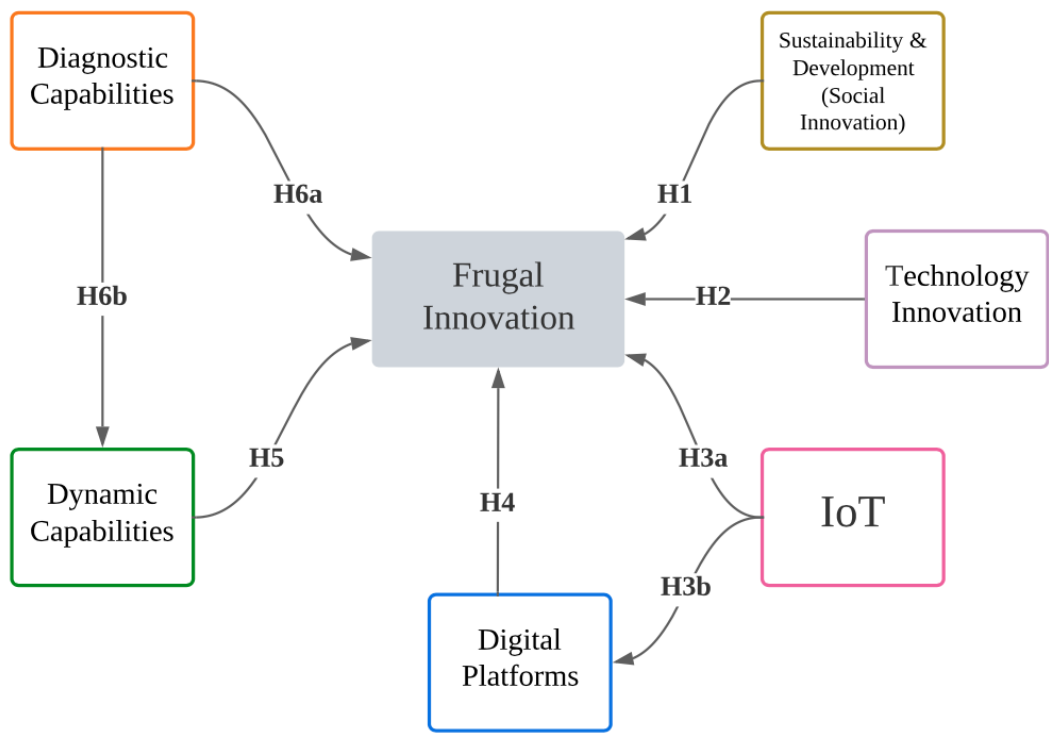 Diagnostic
Capabilities
Sustainability &
Development
(Social
Innovation)
H6a
H1
Frugal
Innovation
Technology
Innovation
H6b
H2
H5
H3a
Dynamic
Capabilities
H4
IoT
H3b
Digital
Platforms